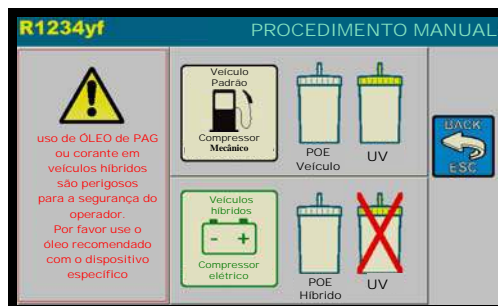 R1234yf
PROCEDIMENTO MANUAL
uso de ÓLEO de PAG
ou corante em
veículos híbridos
são perigosos
para a segurança do
operador.
Por favor use o
óleo recomendado
com o dispositivo
específico
Veículo
Padrão
Compressor
Mecânico
POE
Veículo
UV
BACK
ESC
Veículos
híbridos
- +
Compressor
elétrico
POE
Híbrido
UV